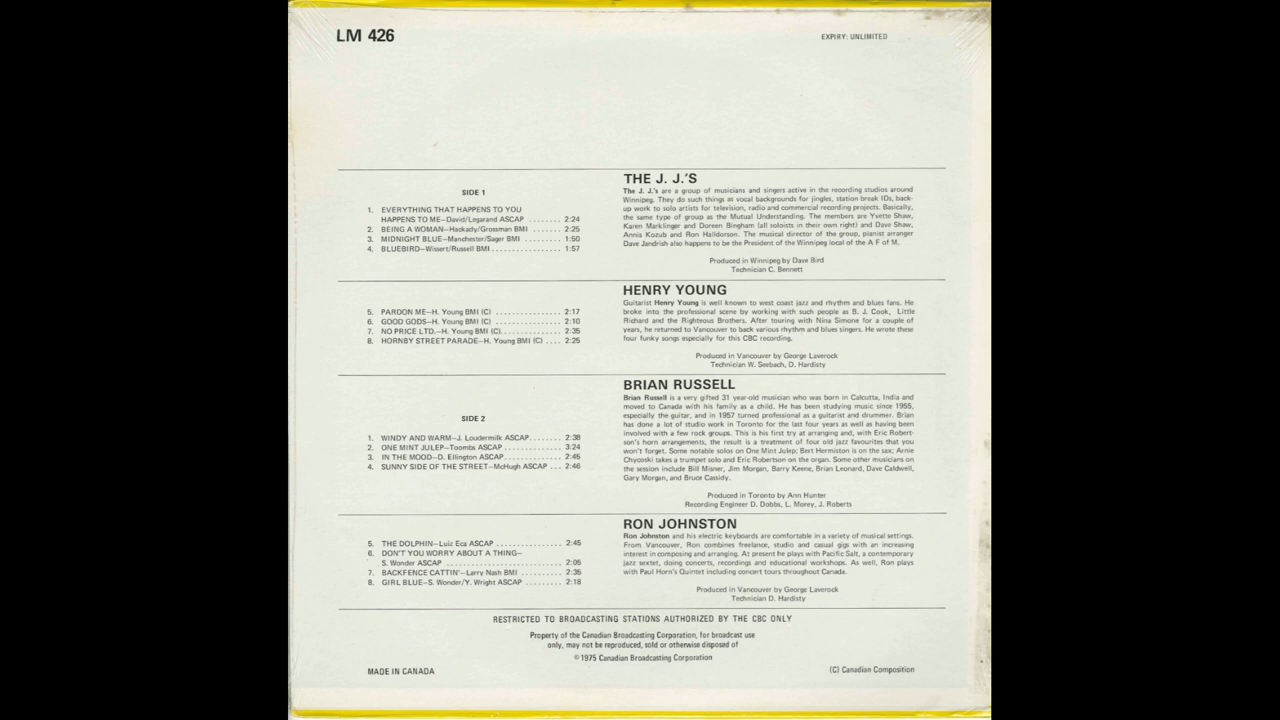 LM 426
EXPIRY: UNLIMITED
SIDE 1
1. EVERYTHING THAT HAPPENS TO YOU
HAPPENS TO ME—David/Legarand ASCAP ........ 2:24
2. BEING A WOMAN—Hackady/Grossman BMI ........ 2:25
3. MIDNIGHT BLUE—Manchester/Sager BMI ......... 1:50
4. BLUEBIRD—Wissert/Russell BMI ................. 1:57
THE J. J.'S
The J. J.'s are a group of musicians and singers active in the recording studios around
Winnipeg. They do such things as vocal backgrounds for jingles, station break IDs, back-
up work to solo artists for television, radio and commercial recording projects. Basically,
the same type of group as the Mutual Understanding. The members are Yvette Shaw,
Karen Marklinger and Doreen Bingham (all soloists in their own right) and Dave Shaw,
Annis Kozub and Ron Halldorson. The musical director of the group, pianist arranger
Dave Jandrish also happens to be the President of the Winnipeg local of the A F of M.
Produced in Winnipeg by Dave Bird
Technician C. Bennett
5. PARDON ME—H. Young BMI (C) ................ 2:17
6. GOOD GODS—H. Young BMI (C) ................ 2:10
7. NO PRICE LTD.—H. Young BMI (C).............. 2:35
8. HORNBY STREET PARADE—H. Young BMI (C) .... 2:25
HENRY YOUNG
Guitarist Henry Young is well known to west coast jazz and rhythm and blues fans. He
broke into the professional scene by working with such people as B. J. Cook, Little
Richard and the Righteous Brothers. After touring with Nina Simone for a couple of
years, he returned to Vancouver to back various rhythm and blues singers. He wrote these
four funky songs especially for this CBC recording.
Produced in Vancouver by George Laverock
Technician W. Seebach, D. Hardisty
SIDE 2
1. WINDY AND WARM—J. Loudermilk ASCAP........ 2:38
2. ONE MINT JULEP—Toombs ASCAP .............. 3:24
3. IN THE MOOD—D. Ellington ASCAP.............. 2:45
4. SUNNY SIDE OF THE STREET—McHugh ASCAP ... 2:46
BRIAN RUSSELL
Brian Russell is a very gifted 31 year-old musician who was born in Calcutta, India and
moved to Canada with his family as a child. He has been studying music since 1955,
especially the guitar, and in 1957 turned professional as a guitarist and drummer. Brian
has done a lot of studio work in Toronto for the last four years as well as having been
involved with a few rock groups. This is his first try at arranging and, with Eric Robert-
son's horn arrangements, the result is a treatment of four old jazz favourites that you
won't forget. Some notable solos on One Mint Julep; Bert Hermiston is on the sax; Arnie
Chycoski takes a trumpet solo and Eric Robertson on the organ. Some other musicians on
the session include Bill Misner, Jim Morgan, Barry Keene, Brian Leonard, Dave Caldwell,
Gary Morgan, and Bruce Cassidy.
Produced in Toronto by Ann Hunter
Recording Engineer D. Dobbs, L. Morey, J. Roberts
5. THE DOLPHIN—Luiz Eca ASCAP ................ 2:45
6. DON'T YOU WORRY ABOUT A THING—
S. Wonder ASCAP ............................ 2:05
7. BACKFENCE CATTIN'—Larry Nash BMI .......... 2:35
8. GIRL BLUE—S. Wonder/Y. Wright ASCAP ......... 2:18
RON JOHNSTON
Ron Johnston and his electric keyboards are comfortable in a variety of musical settings.
From Vancouver, Ron combines freelance, studio and casual gigs with an increasing
interest in composing and arranging. At present he plays with Pacific Salt, a contemporary
jazz sextet, doing concerts, recordings and educational workshops. As well, Ron plays
with Paul Horn's Quintet including concert tours throughout Canada.
Produced in Vancouver by George Laverock
Technician D. Hardisty
RESTRICTED TO BROADCASTING STATIONS AUTHORIZED BY THE CBC ONLY
Property of the Canadian Broadcasting Corporation, for broadcast use
only, may not be reproduced, sold or otherwise disposed of
© 1975 Canadian Broadcasting Corporation
MADE IN CANADA
(C) Canadian Composition